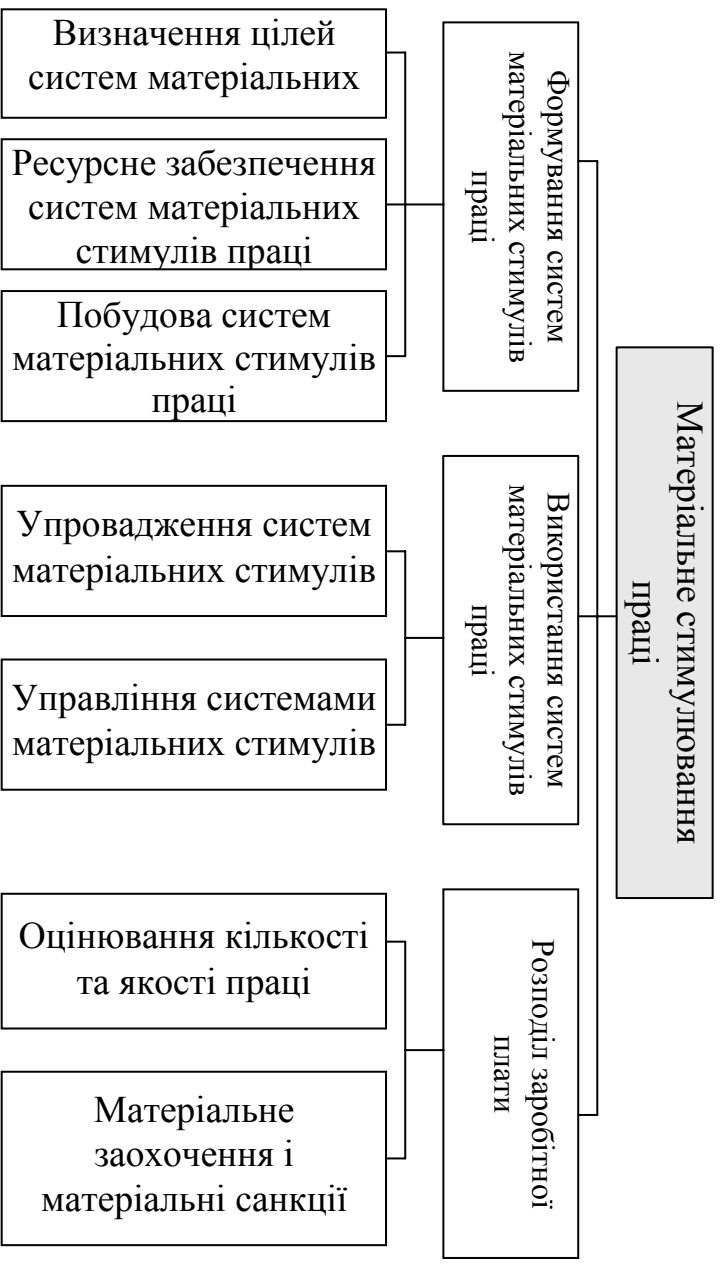 Матеріальне стимулювання
праці
Формування систем
матеріальних стимулів
праці
Визначення цілей
систем матеріальних
Ресурсне забезпечення
систем матеріальних
стимулів праці
Побудова систем
матеріальних стимулів
праці
Використання систем
матеріальних стимулів
праці
Упровадження систем
матеріальних стимулів
Управління системами
матеріальних стимулів
Розподіл заробітної
плати
Оцінювання кількості
та якості праці
Матеріальне
заохочення і
матеріальні санкції